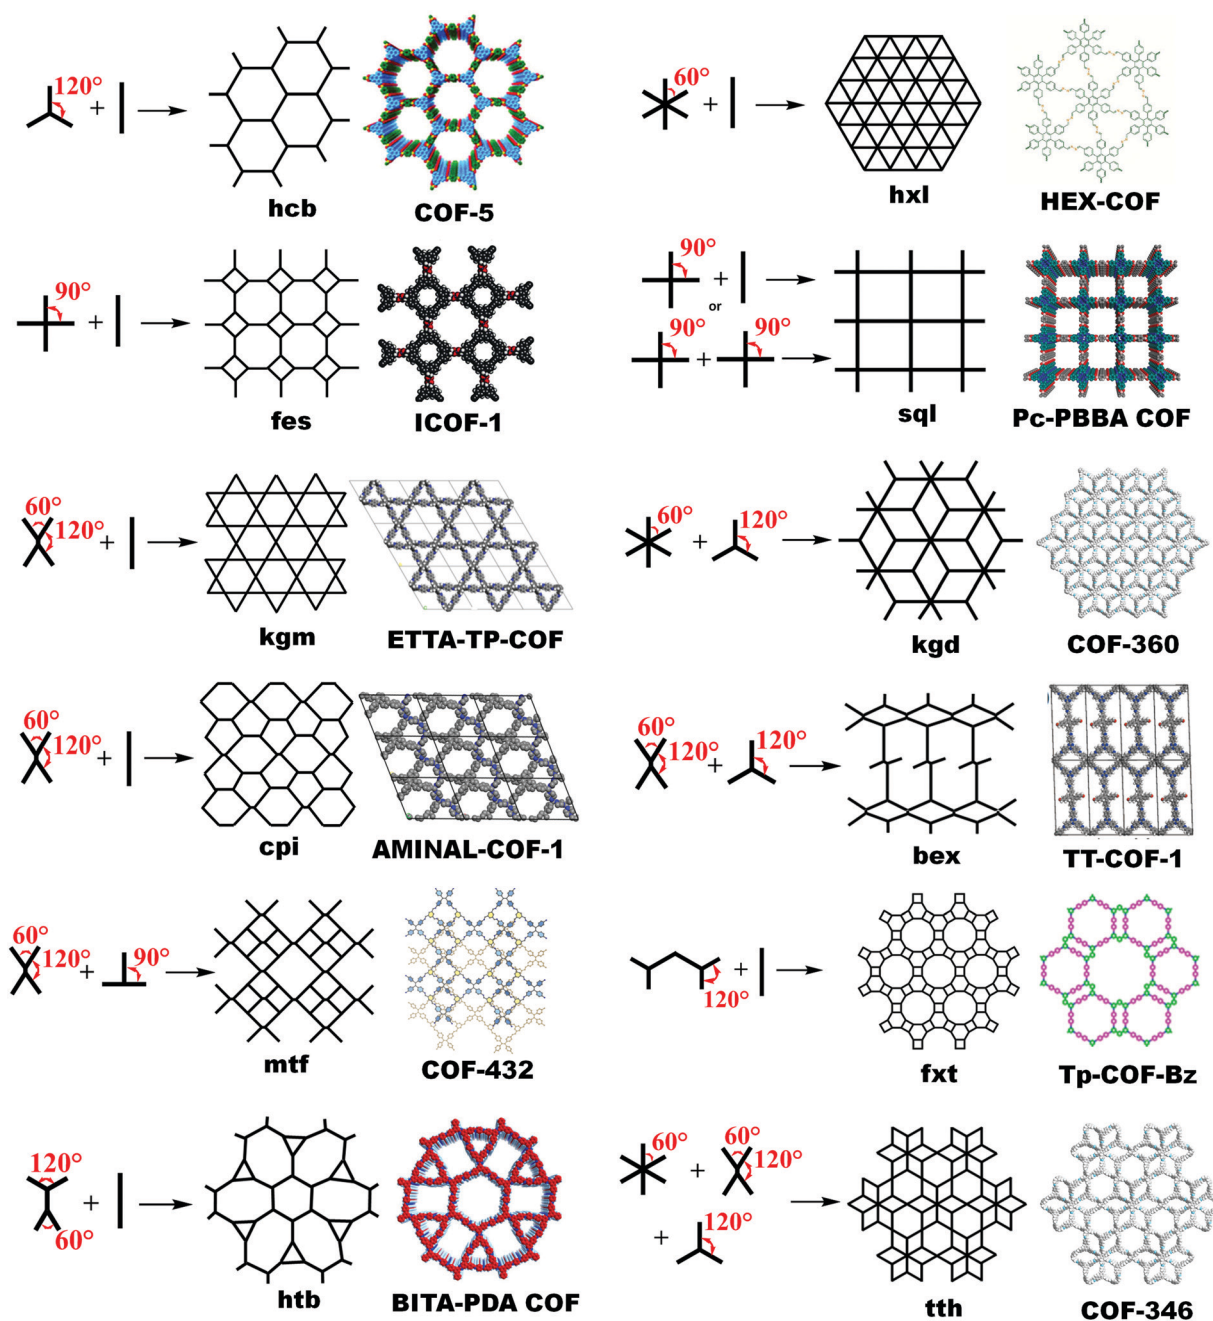 120°
+
hcb
COF-5
60°
+
hxl
HEX-COF
90°
+
fes
ICOF-1
90°
+
or
90°
+
90°
sql
Pc-PBBA COF
60°
120°
+
kgm
ETTA-TP-COF
60°
+
120°
kgd
COF-360
60°
120°
+
cpi
AMINAL-COF-1
60°
120°
+
120°
bex
TT-COF-1
60°
120°
+
90°
mtf
COF-432
120°
+
fxt
Tp-COF-Bz
120°
60°
+
htb
BITA-PDA COF
60°
+
60°
120°
+
120°
tth
COF-346